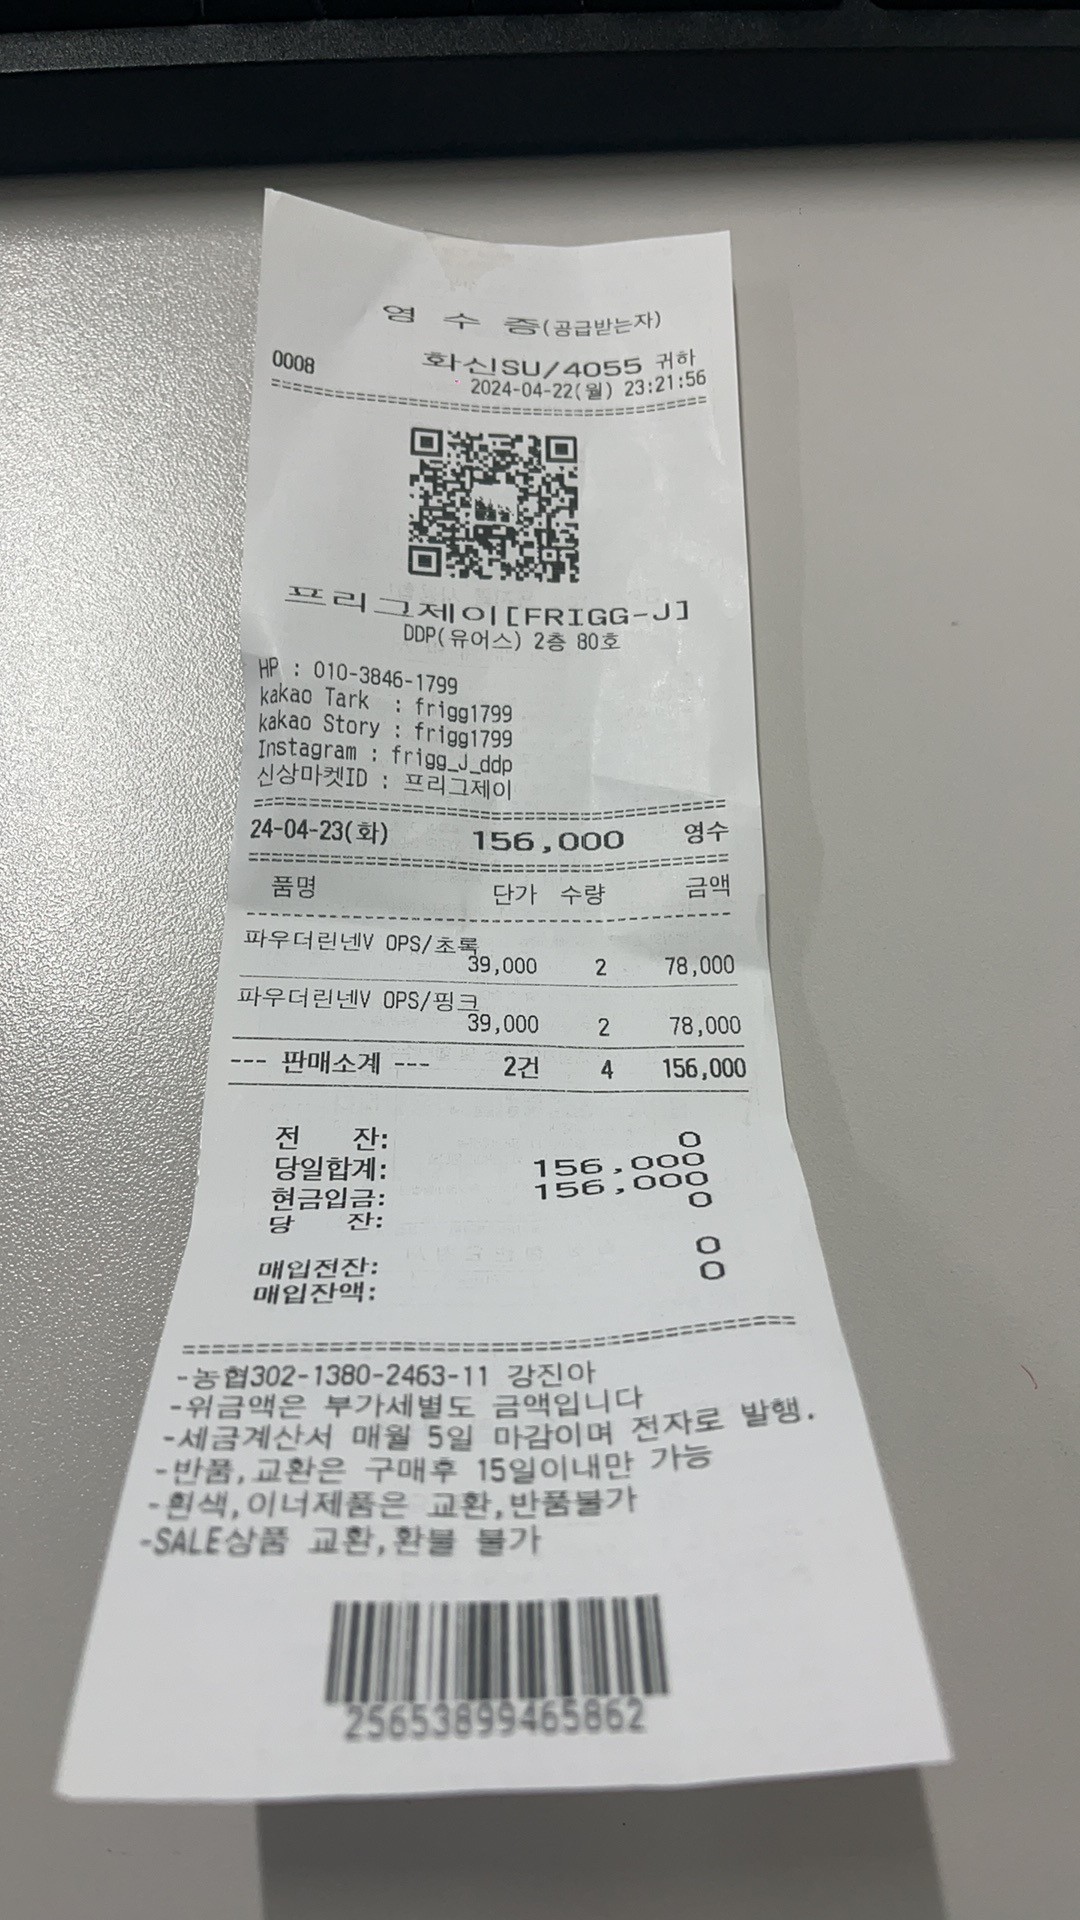 영 수 증(공급받는자)
0008 화신SU/4055 귀하
2024-04-22(월) 23:21:56
프리그제이[FRIGG-J]
DDP(유어스) 2층 80호
HP : 010-3846-1799
kakao Tark : frigg1799
kakao Story : frigg1799
Instagram : frigg_J_ddp
신상마켓ID : 프리그제이
24-04-23(화) 156,000 영수
품명 단가 수량 금액
파우더린넨V OPS/초록
39,000 2 78,000
파우더린넨V OPS/핑크
39,000 2 78,000
--- 판매소계 --- 2건 4 156,000
전 잔: 0
당일합계: 156,000
현금입금: 156,000
당 잔: 0
매입전잔: 0
매입잔액: 0
-농협302-1380-2463-11 강진아
-위금액은 부가세별도 금액입니다
-세금계산서 매월 5일 마감이며 전자로 발행.
-반품,교환은 구매후 15일이내만 가능
-흰색,이너제품은 교환,반품불가
-SALE상품 교환,환불 불가
25653899465862